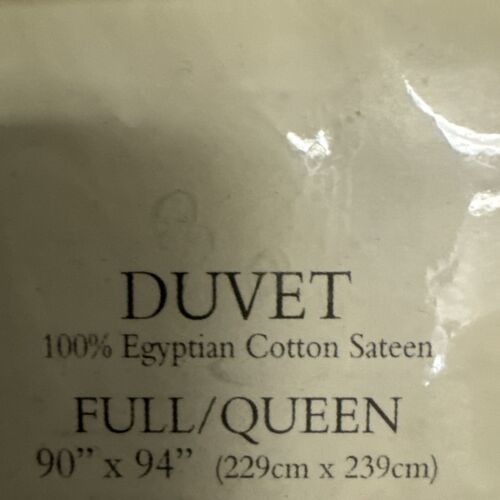 DUVET
100% Egyptian Cotton Sateen
FULL/QUEEN
90” x 94” (229cm x 239cm)